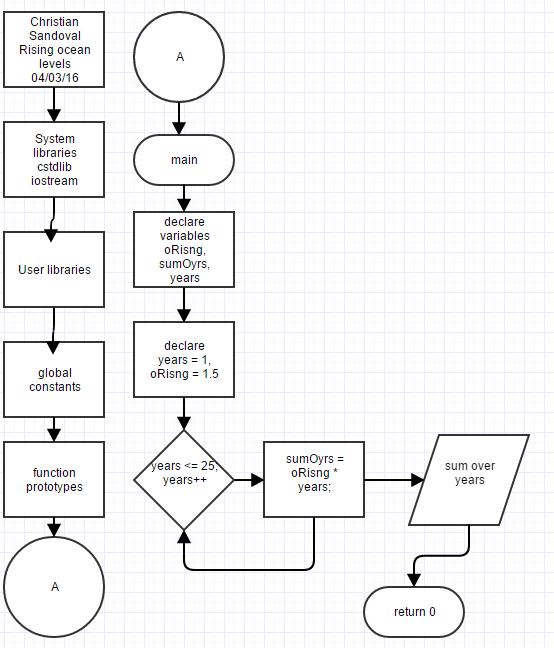 Christian
Sandoval
Rising ocean
levels
04/03/16
System
libraries
cstdlib
iostream
User libraries
global
constants
function
prototypes
A
A
main
declare
variables
oRisng,
sumOyrs,
years
declare
years = 1,
oRisng = 1.5
years <= 25,
years++
sumOyrs =
oRisng *
years;
sum over
years
return 0